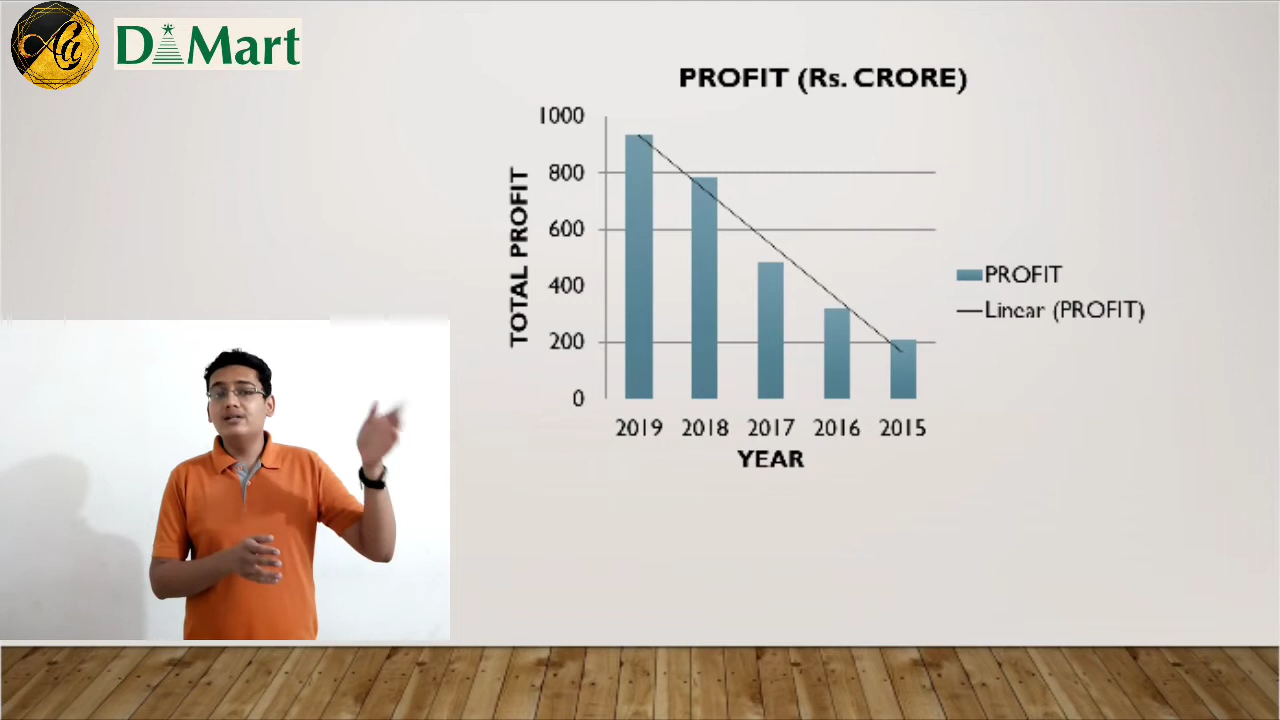 D Mart
PROFIT (Rs. CRORE)
1000
800
600
400
200
0
TOTAL PROFIT
2019 2018 2017 2016 2015
YEAR
PROFIT
Linear (PROFIT)